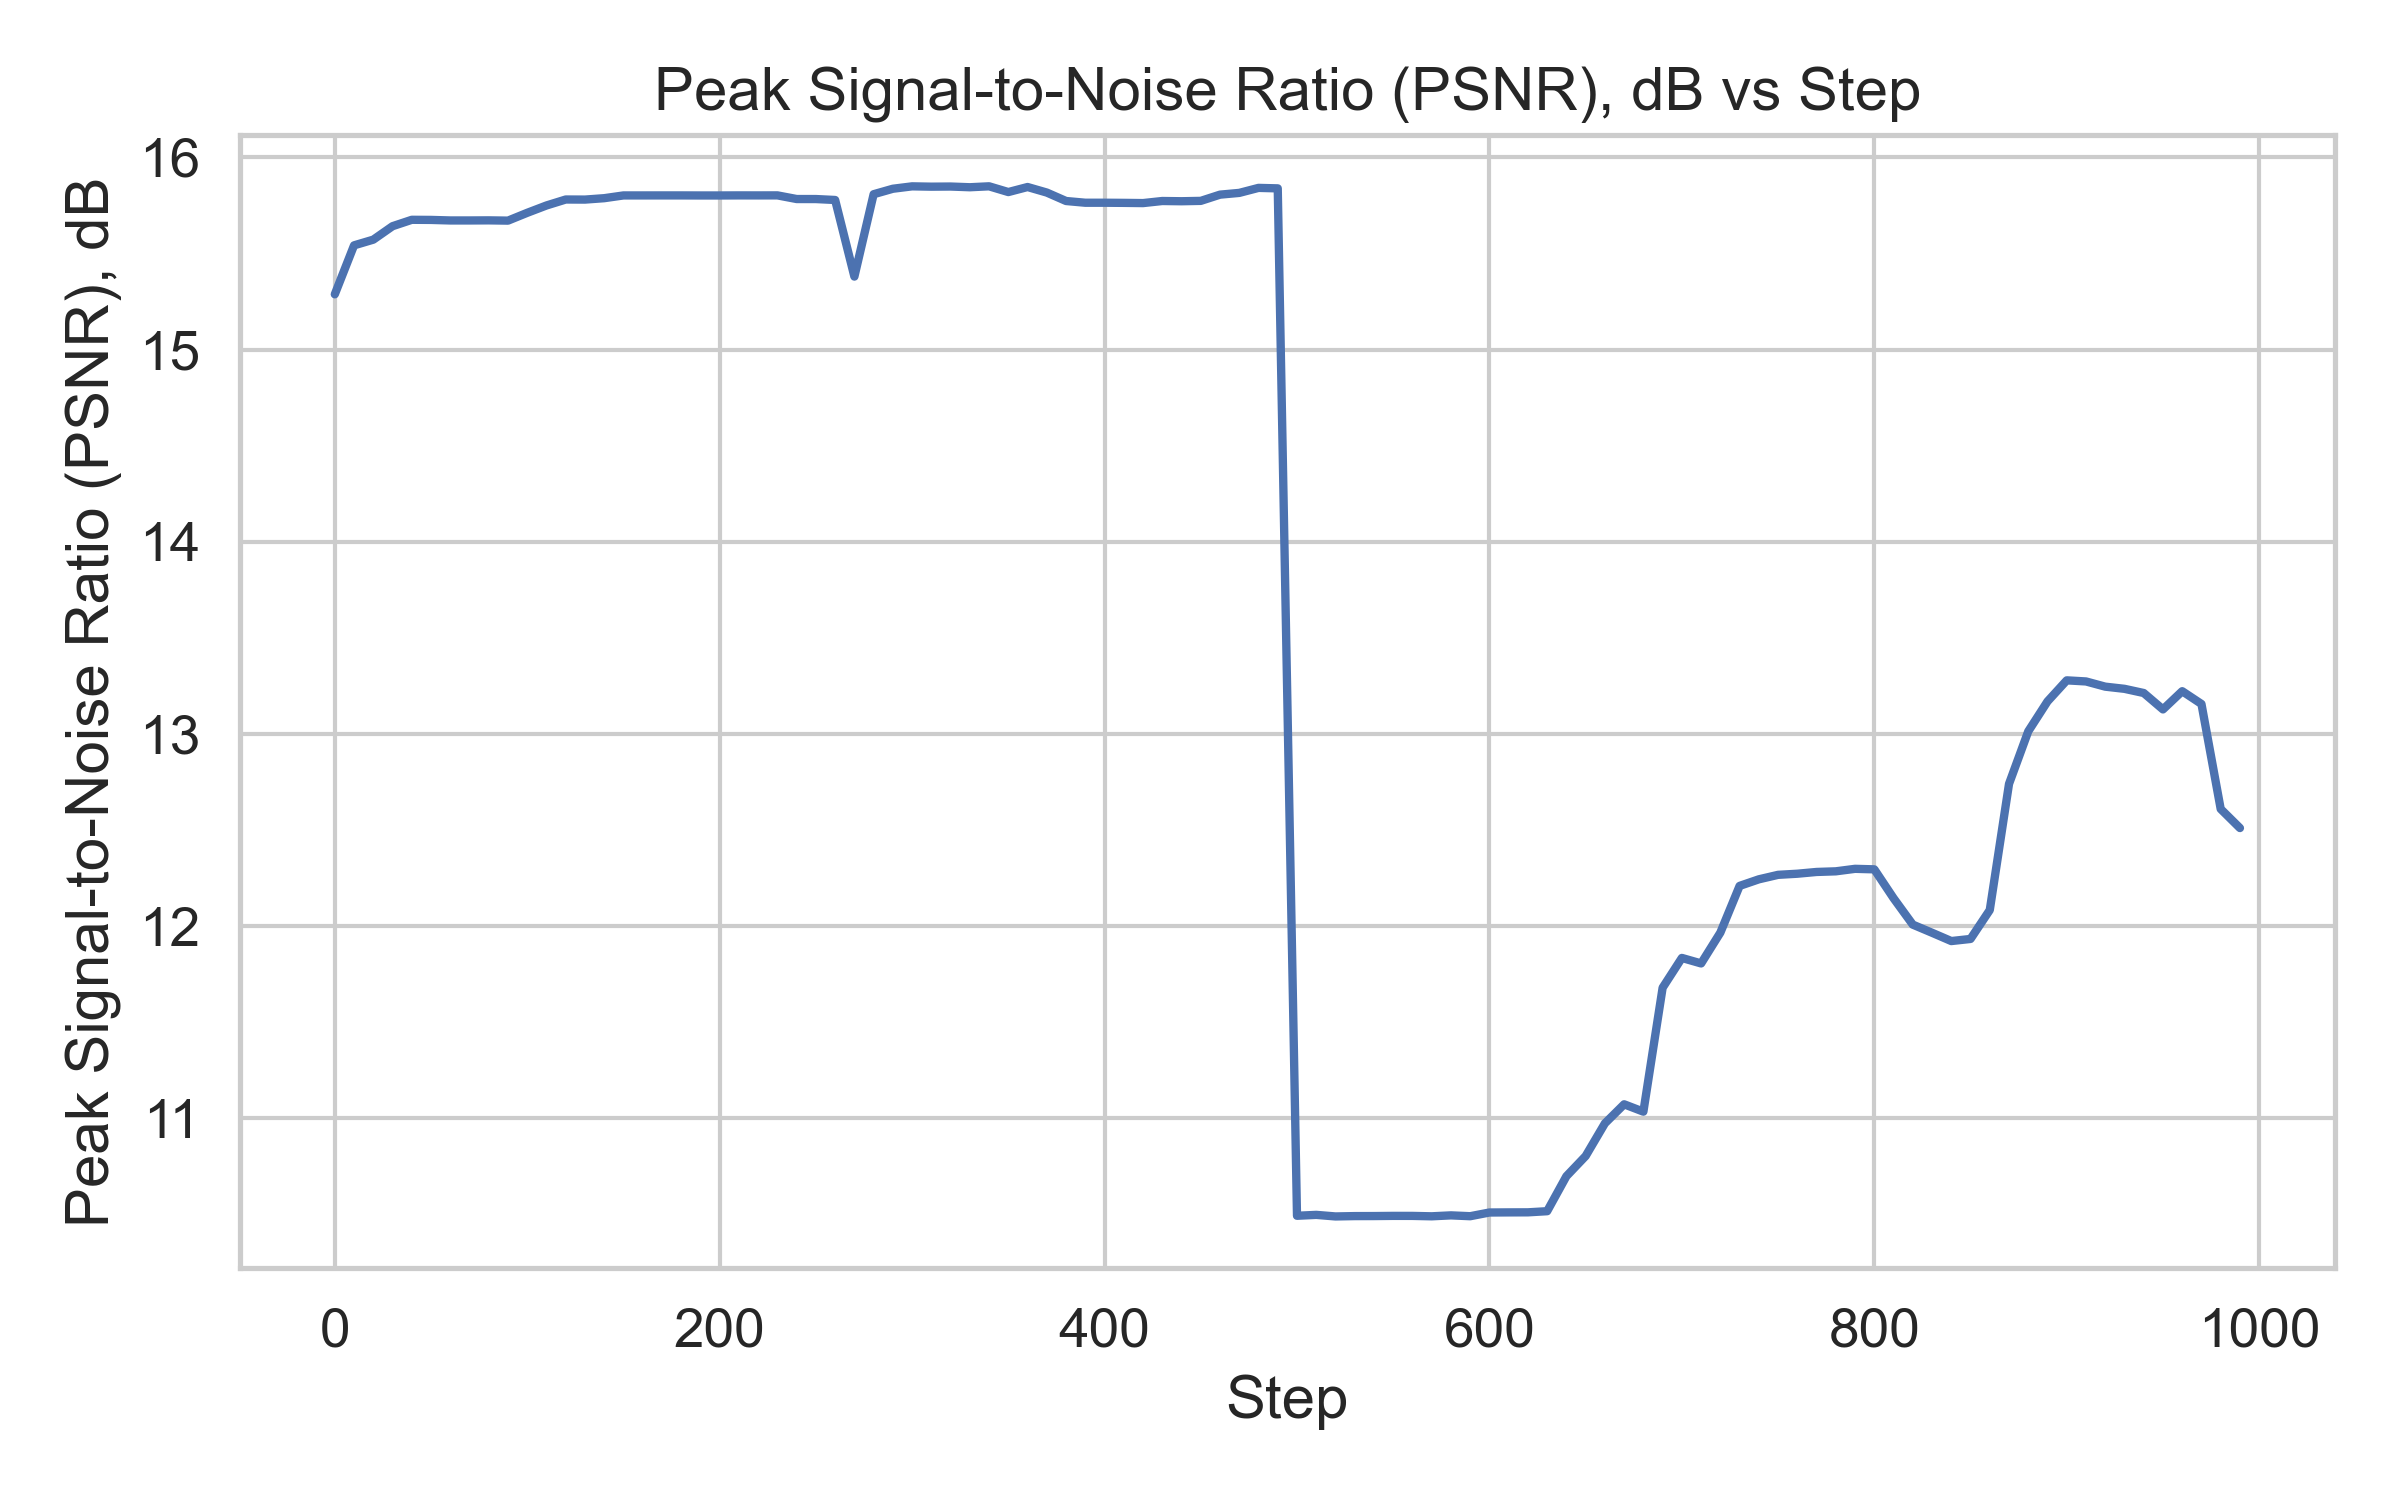 Peak Signal-to-Noise Ratio (PSNR), dB vs Step
Peak Signal-to-Noise Ratio (PSNR), dB
16
15
14
13
12
11
0 200 400 600 800 1000
Step